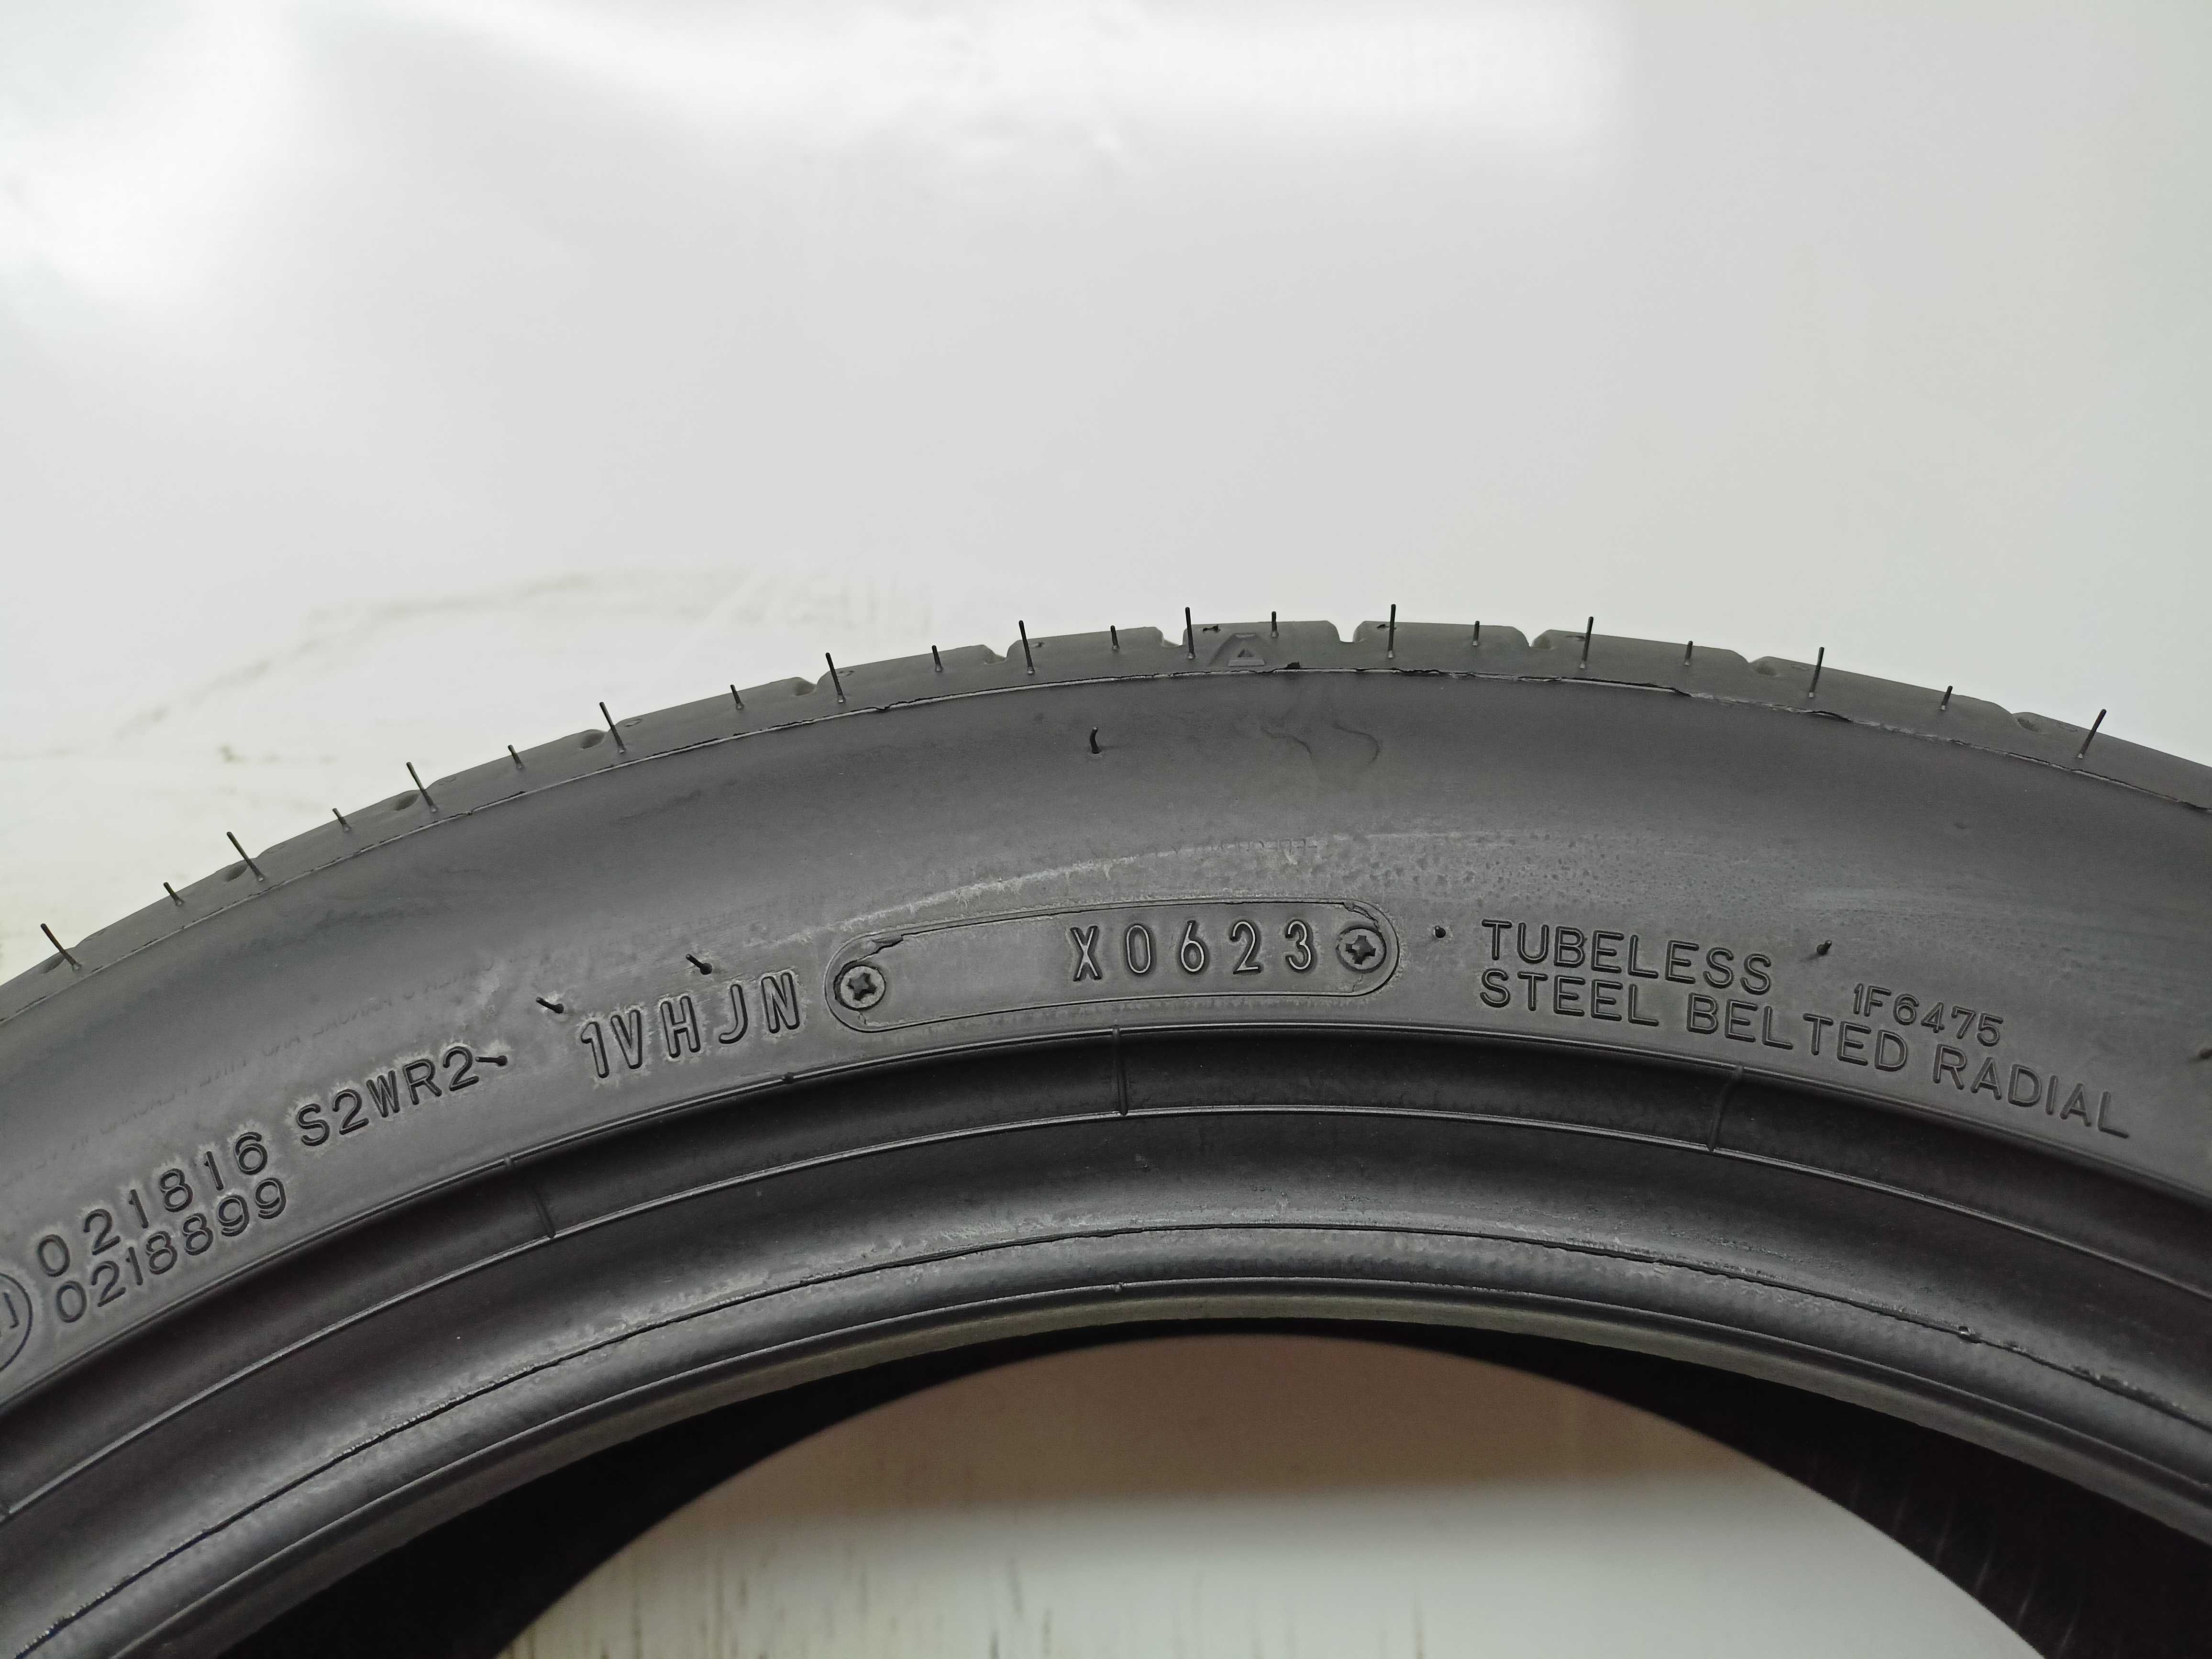 021816 S2WR2
0218899
1VHJN
X0623
TUBELESS
STEEL BELTED RADIAL
1F6475